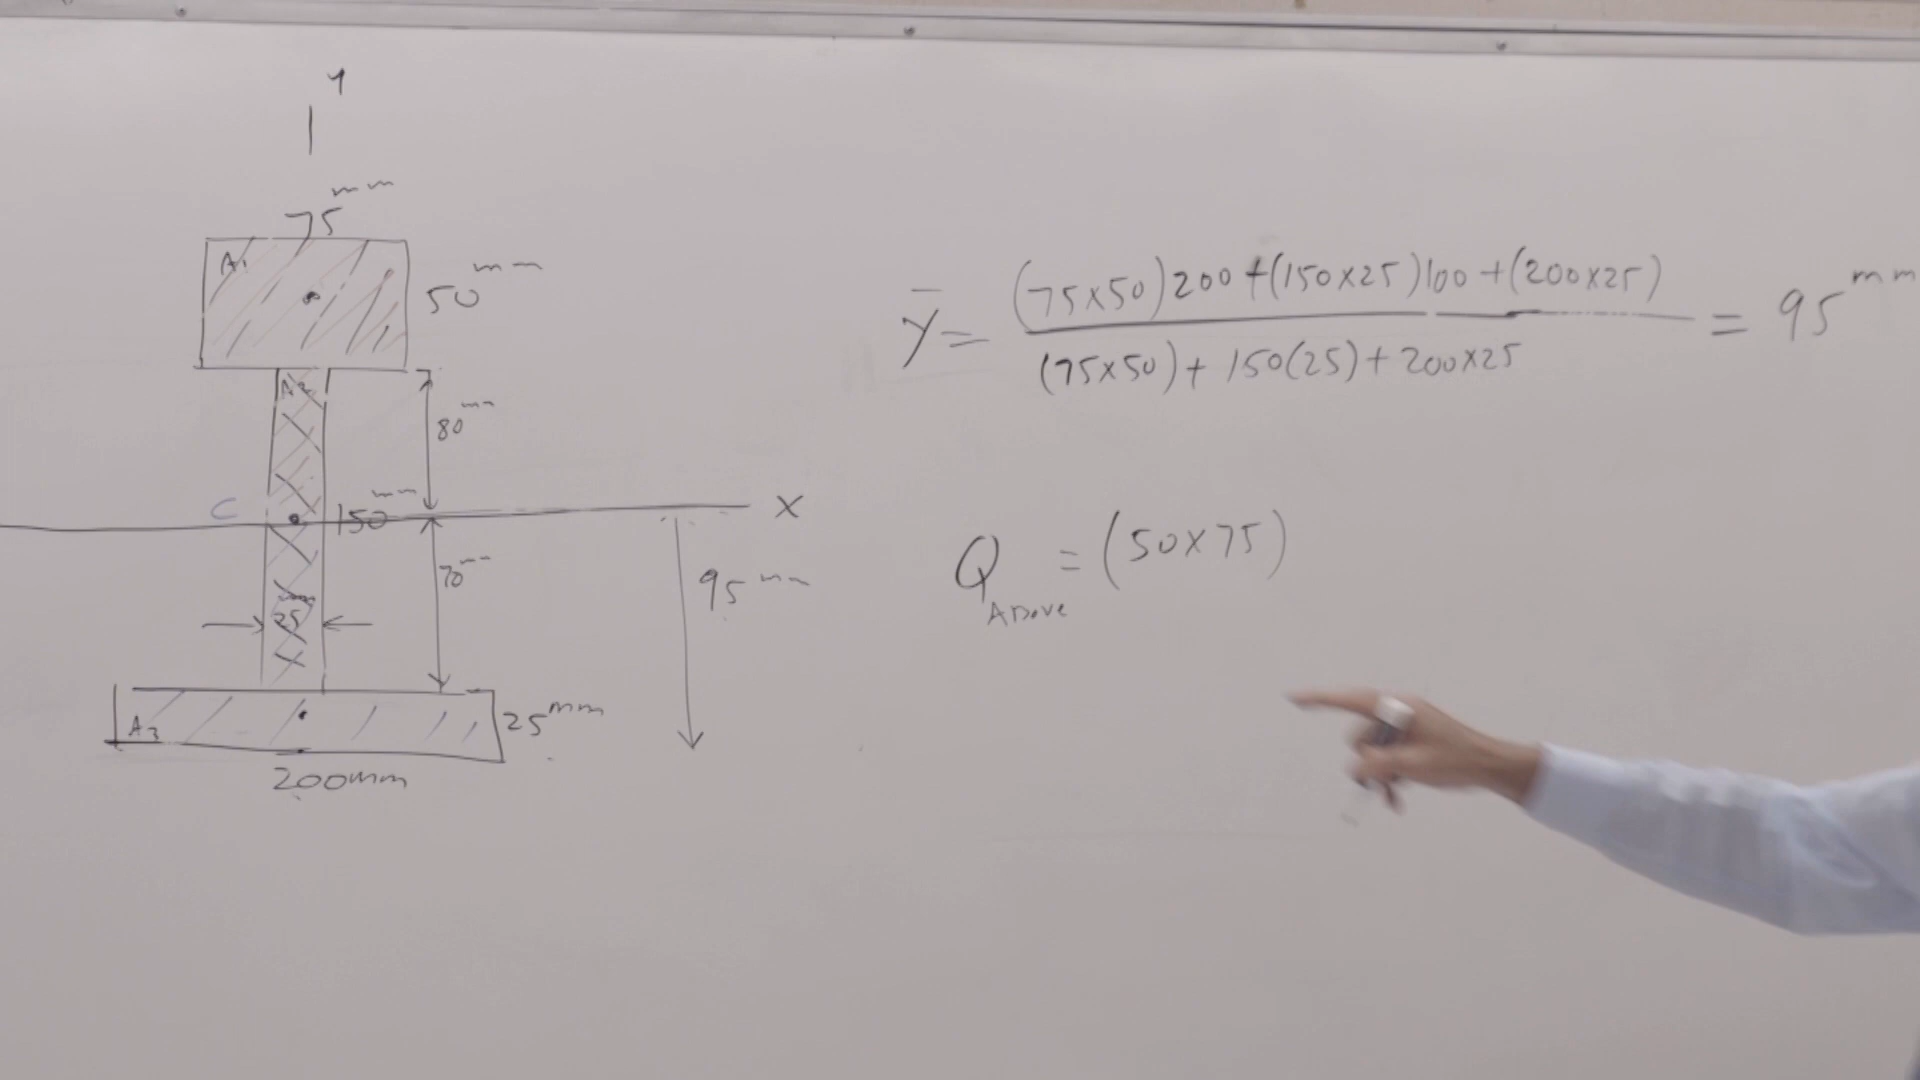 y
75mm
A1
50mm
A2
80mm
C
150mm
X
70mm
95mm
25mm
A3
25mm
200mm
ȳ = (75x50)200 + (150x25)100 + (200x25)
(75x50) + 150(25) + 200x25
= 95mm
Q Above = (50x75)